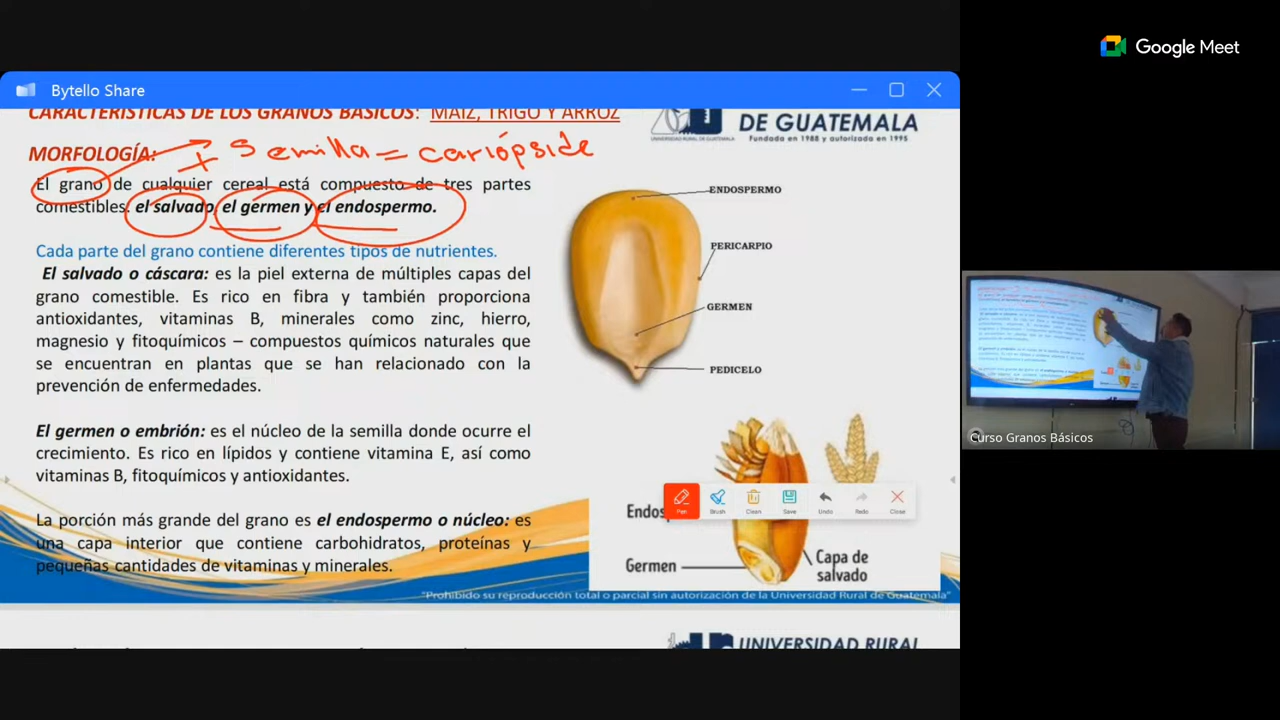 Google Meet
Bytello Share
CARACTERÍSTICAS DE LOS GRANOS BÁSICOS: MAIZ, TRIGO Y ARROZ
DE GUATEMALA
UNIVERSIDAD RURAL DE GUATEMALA
Fundada en 1988 y autorizada en 1995
MORFOLOGÍA:
semilla = cariópside
El grano de cualquier cereal está compuesto de tres partes
comestibles: el salvado, el germen y el endospermo.
Cada parte del grano contiene diferentes tipos de nutrientes.
El salvado o cáscara: es la piel externa de múltiples capas del
grano comestible. Es rico en fibra y también proporciona
antioxidantes, vitaminas B, minerales como zinc, hierro,
magnesio y fitoquímicos – compuestos químicos naturales que
se encuentran en plantas que se han relacionado con la
prevención de enfermedades.
El germen o embrión: es el núcleo de la semilla donde ocurre el
crecimiento. Es rico en lípidos y contiene vitamina E, así como
vitaminas B, fitoquímicos y antioxidantes.
La porción más grande del grano es el endospermo o núcleo: es
una capa interior que contiene carbohidratos, proteínas y
pequeñas cantidades de vitaminas y minerales.
ENDOSPERMO
PERICARPIO
GERMEN
PEDICELO
Pen Brush Clean Save Undo Redo Close
Endos
Germen
Capa de
salvado
"Prohibido su reproducción total o parcial sin autorización de la Universidad Rural de Guatemala"
UNIVERSIDAD RURAL
Curso Granos Básicos